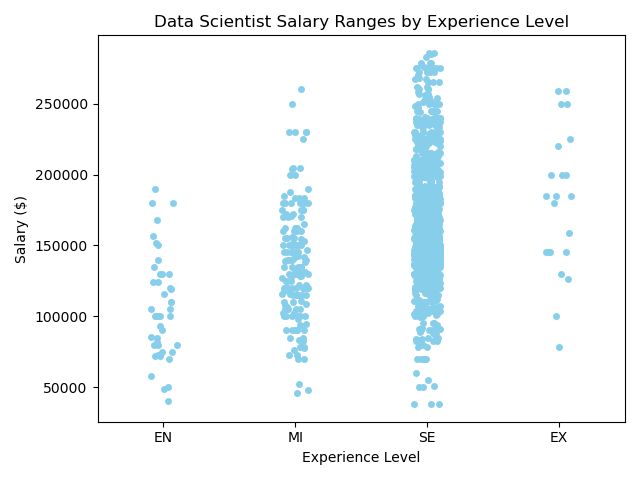 Data Scientist Salary Ranges by Experience Level
Salary ($)
250000
200000
150000
100000
50000
EN MI SE EX
Experience Level